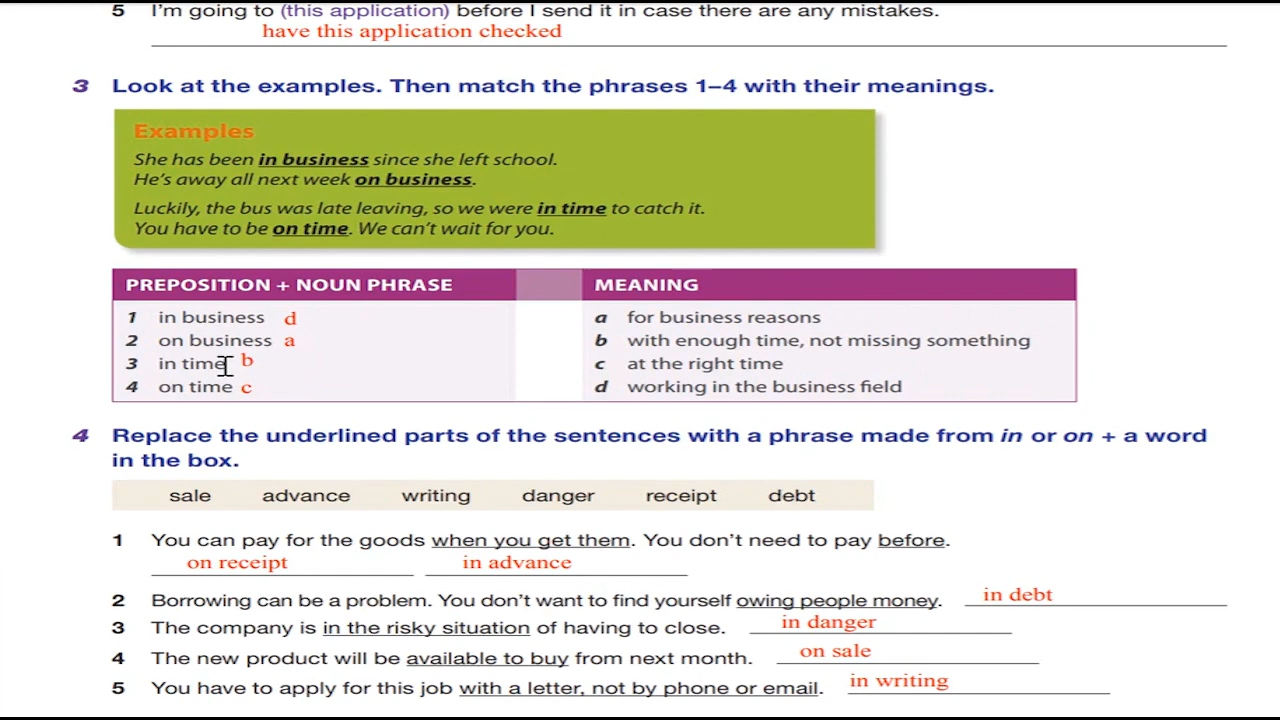 5 I'm going to (this application) before I send it in case there are any mistakes.
have this application checked
3 Look at the examples. Then match the phrases 1–4 with their meanings.
Examples
She has been in business since she left school.
He's away all next week on business.
Luckily, the bus was late leaving, so we were in time to catch it.
You have to be on time. We can't wait for you.
PREPOSITION + NOUN PHRASE MEANING
1 in business d a for business reasons
2 on business a b with enough time, not missing something
3 in time b c at the right time
4 on time c d working in the business field
4 Replace the underlined parts of the sentences with a phrase made from in or on + a word
in the box.
sale advance writing danger receipt debt
1 You can pay for the goods when you get them. You don't need to pay before.
on receipt in advance
2 Borrowing can be a problem. You don't want to find yourself owing people money. in debt
3 The company is in the risky situation of having to close. in danger
4 The new product will be available to buy from next month. on sale
5 You have to apply for this job with a letter, not by phone or email. in writing